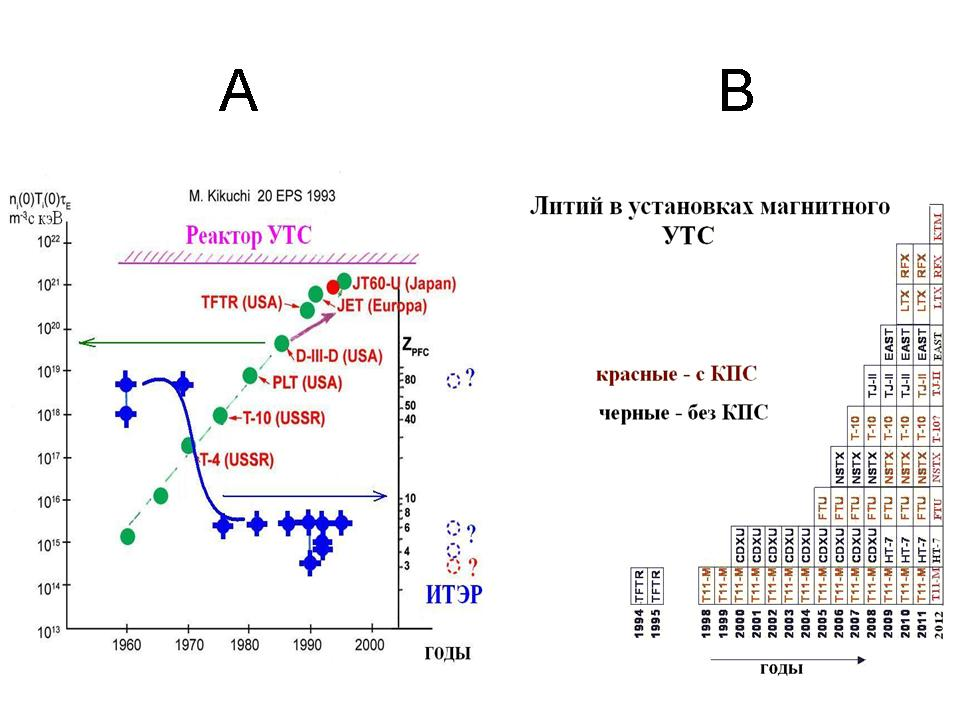 A
B
M. Kikuchi 20 EPS 1993
nᵢ(0)Tᵢ(0)τE
m⁻³с кэВ
Реактор УТС
10²²
10²¹
10²⁰
10¹⁹
10¹⁸
10¹⁷
10¹⁶
10¹⁵
10¹⁴
10¹³
JT60-U (Japan)
TFTR (USA)
JET (Europa)
D-III-D (USA)
PLT (USA)
T-10 (USSR)
T-4 (USSR)
ZPFC
80
50
40
10
8
6
4
3
?
?
?
ИТЭР
1960 1970 1980 1990 2000
годы
Литий в установках магнитного
УТС
красные - с КПС
черные - без КПС
1994 TFTR
1995 TFTR
1998 T11-M
1999 T11-M
2000 T11-M CDXU
2001 T11-M CDXU
2002 T11-M CDXU
2003 T11-M CDXU
2004 T11-M CDXU
2005 T11-M CDXU FTU
2006 T11-M CDXU FTU NSTX
2007 T11-M CDXU FTU NSTX T-10
2008 T11-M CDXU FTU NSTX T-10 TJ-II
2009 T11-M HT-7 FTU NSTX T-10 TJ-II EAST
2010 T11-M HT-7 FTU NSTX T-10 TJ-II EAST LTX RFX
2011 T11-M HT-7 FTU NSTX T-10 TJ-II EAST LTX RFX
2012 T11-M HT-7 FTU NSTX T-10? TJ-II EAST LTX RFX KTM
годы